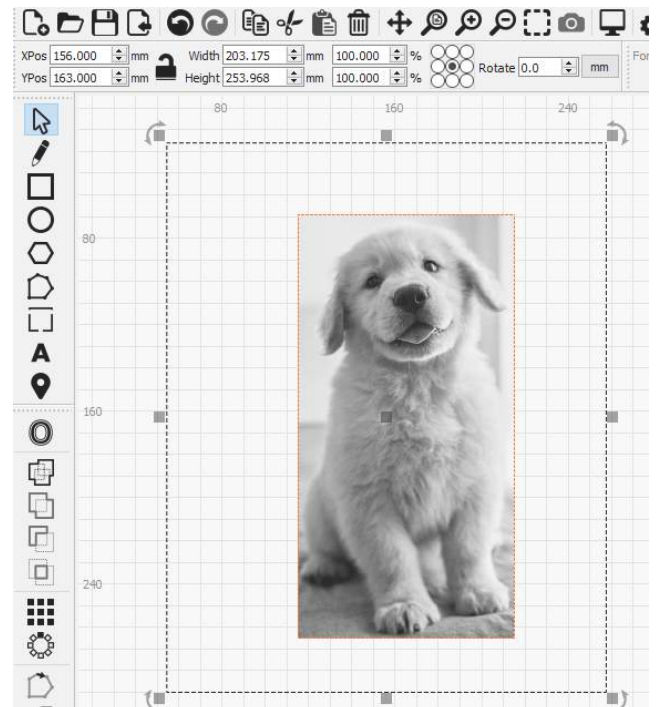 XPos 156.000 mm Width 203.175 mm 100.000 % Rotate 0.0 mm For
YPos 163.000 mm Height 253.968 mm 100.000 %
80 160 240
80
A
160
240